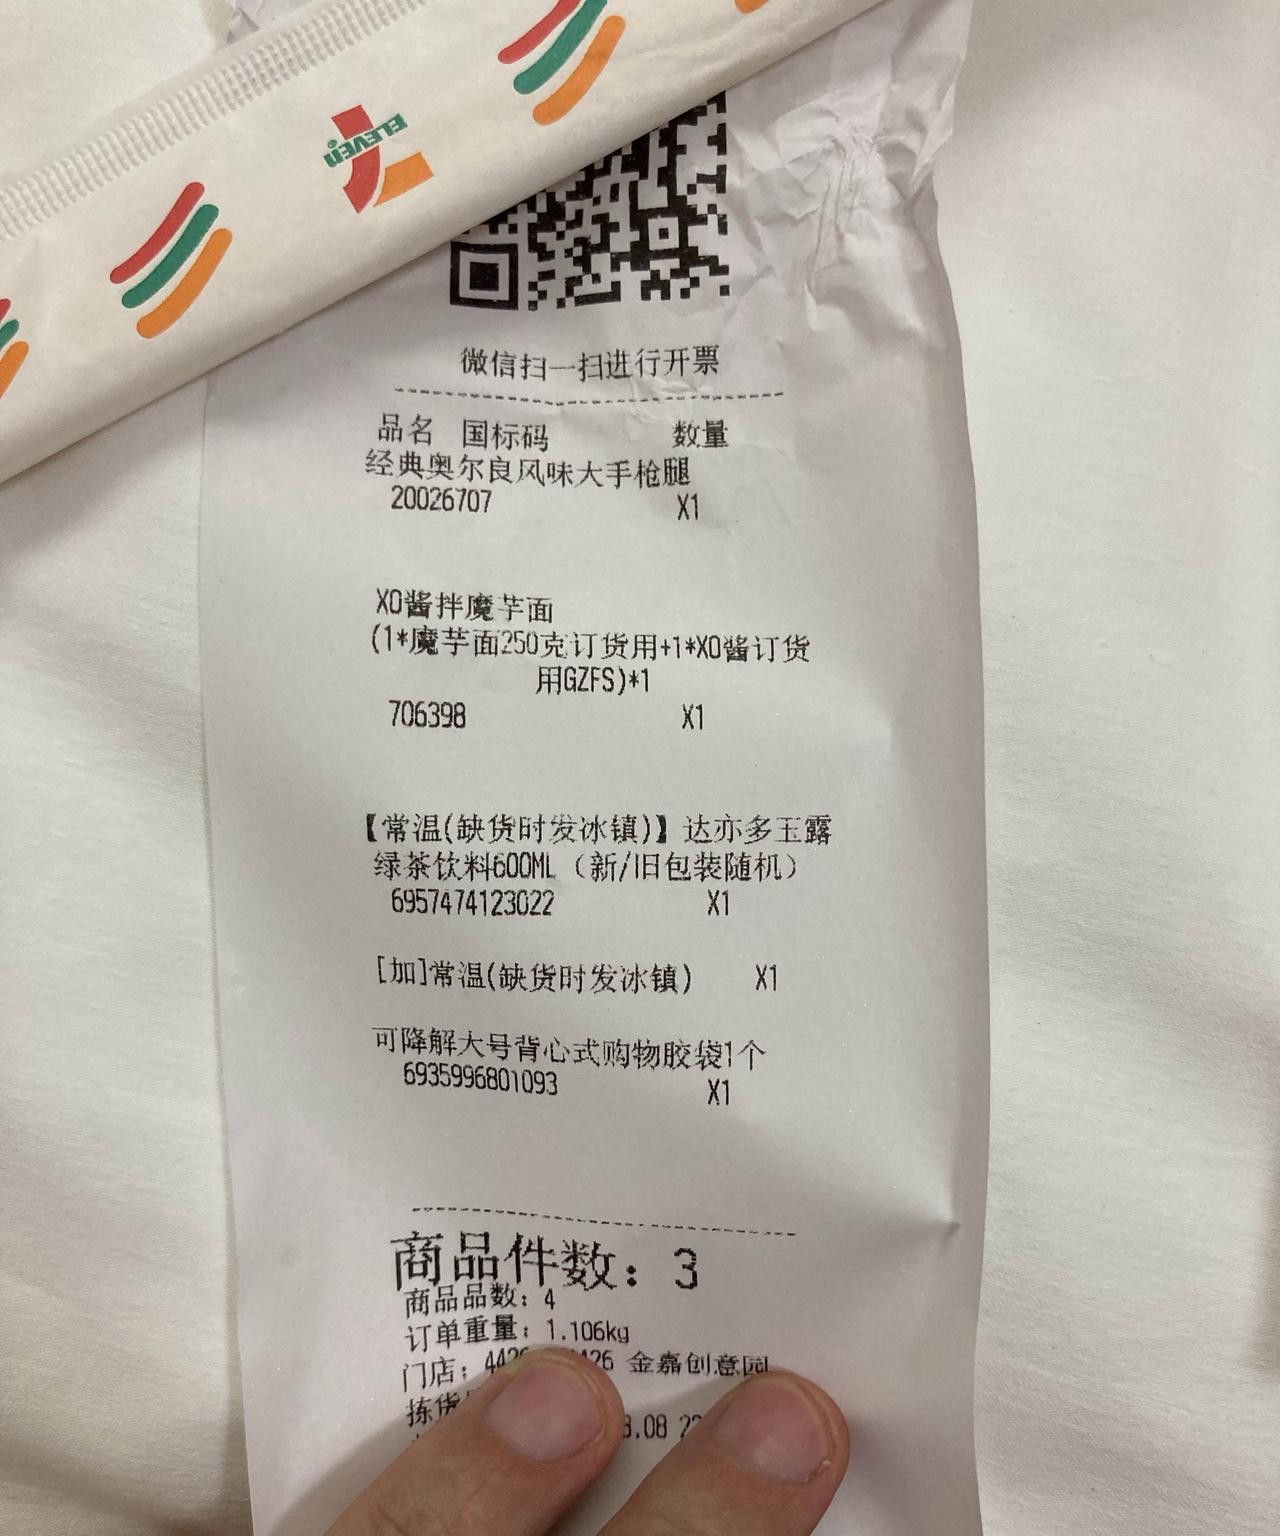 ELEVEn
微信扫一扫进行开票
品名 国标码 数量
经典奥尔良风味大手枪腿
20026707 X1
XO酱拌魔芋面
(1*魔芋面250克订货用+1*XO酱订货
用GZFS)*1
706398 X1
【常温(缺货时发冰镇)】达亦多玉露
绿茶饮料600ML（新/旧包装随机）
6957474123022 X1
[加]常温(缺货时发冰镇) X1
可降解大号背心式购物胶袋1个
6935996801093 X1
商品件数：3
商品品数：4
订单重量：1.106kg
门店：442 426 金嘉创意园
拣货
.08 22